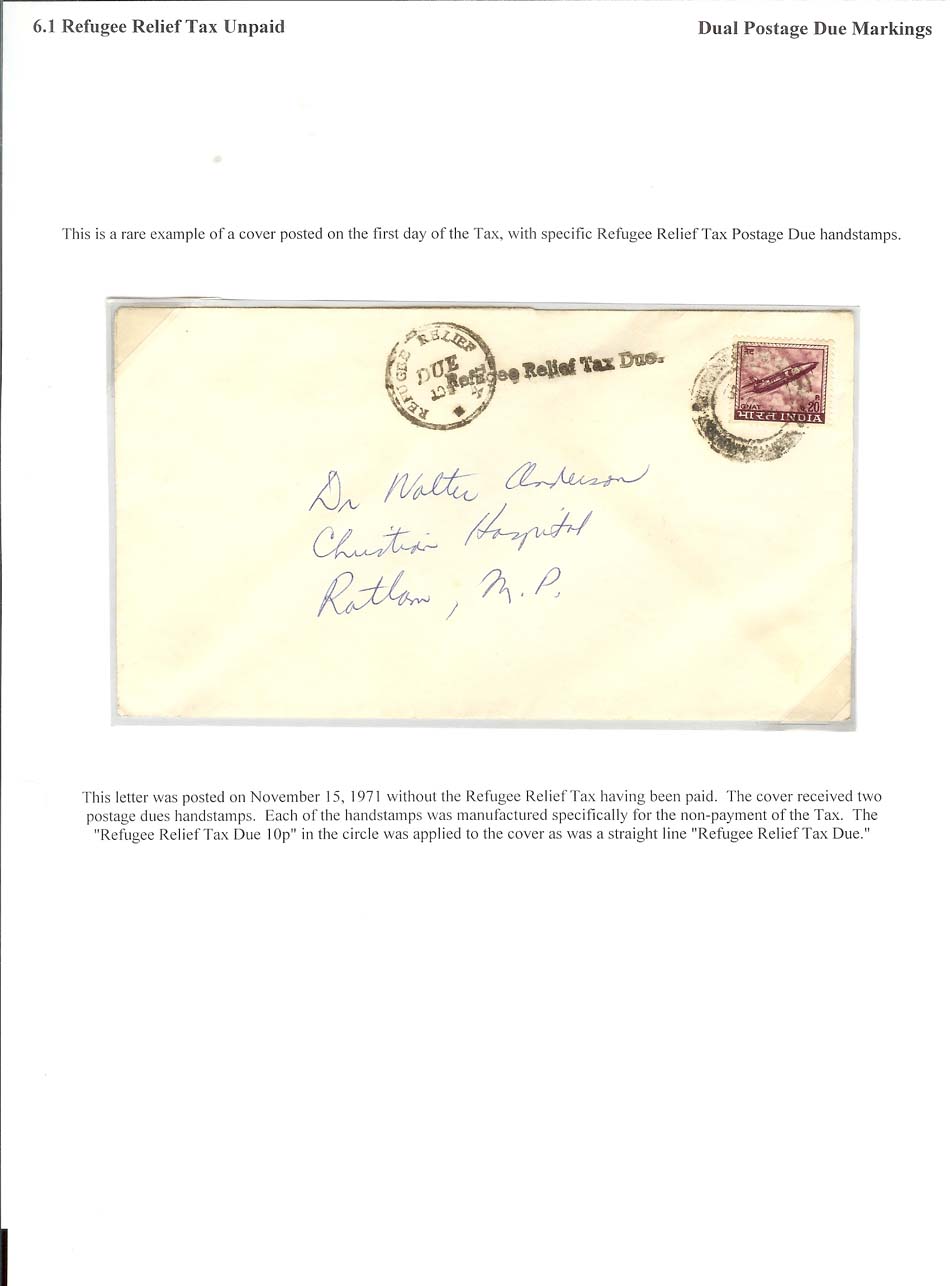 6.1 Refugee Relief Tax Unpaid
Dual Postage Due Markings
This is a rare example of a cover posted on the first day of the Tax, with specific Refugee Relief Tax Postage Due handstamps.
REFUGEE RELIEF
DUE
Refugee Relief Tax Due.
नेट
GNAT
20
भारत INDIA
Dr Walter Anderson
Christian Hospital
Ratlam, M.P.
This letter was posted on November 15, 1971 without the Refugee Relief Tax having been paid. The cover received two
postage dues handstamps. Each of the handstamps was manufactured specifically for the non-payment of the Tax. The
"Refugee Relief Tax Due 10p" in the circle was applied to the cover as was a straight line "Refugee Relief Tax Due."